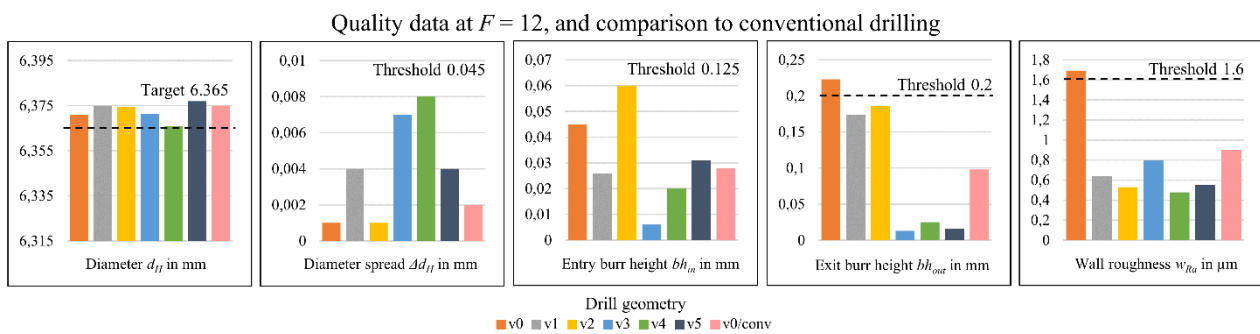 Quality data at F = 12, and comparison to conventional drilling
6,395
6,375
6,355
6,335
6,315
Target 6.365
Diameter d_H in mm
0,01
0,008
0,006
0,004
0,002
0
Threshold 0.045
Diameter spread Δd_H in mm
0,07
0,06
0,05
0,04
0,03
0,02
0,01
0
Threshold 0.125
Entry burr height bh_in in mm
0,25
0,2
0,15
0,1
0,05
0
Threshold 0.2
Exit burr height bh_out in mm
1,8
1,6
1,4
1,2
1
0,8
0,6
0,4
0,2
0
Threshold 1.6
Wall roughness w_Ra in µm
Drill geometry
v0 v1 v2 v3 v4 v5 v0/conv